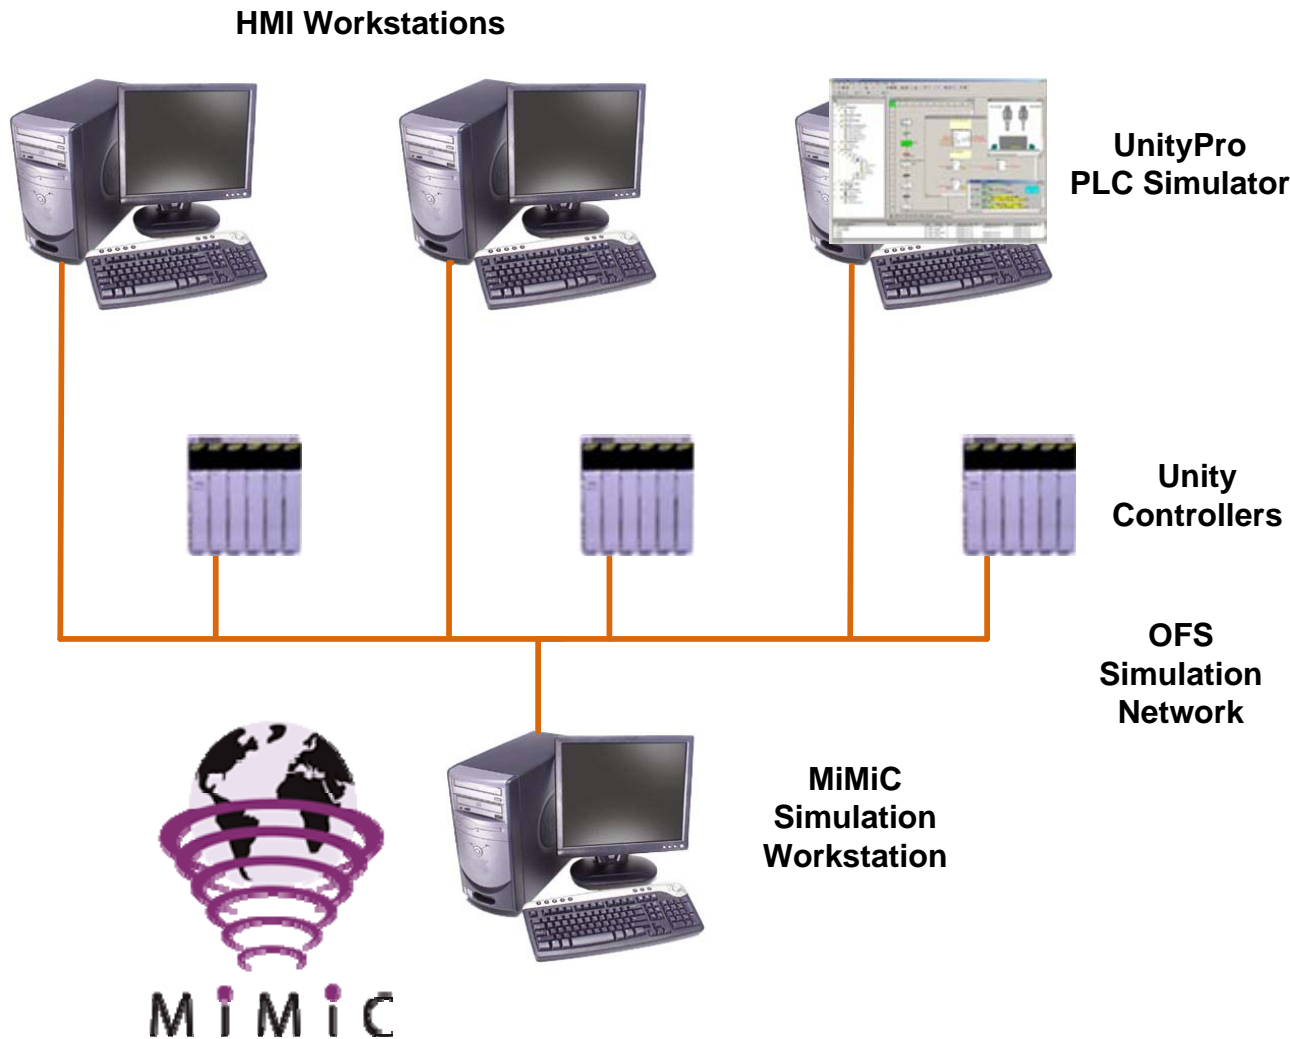 HMI Workstations
UnityPro
PLC Simulator
Unity
Controllers
OFS
Simulation
Network
MiMiC
Simulation
Workstation
MiMiC